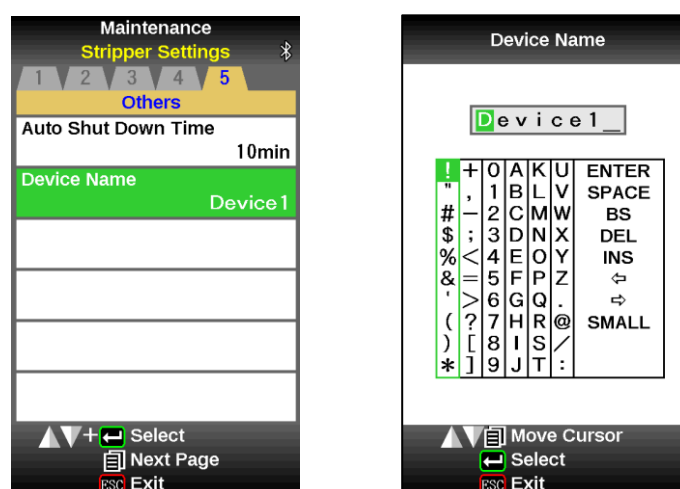 Maintenance
Stripper Settings
1 2 3 4 5
Others
Auto Shut Down Time
10min
Device Name
Device1
+ Select
Next Page
ESC Exit
Device Name
Device1_
! + 0 A K U ENTER
" , 1 B L V SPACE
# − 2 C M W BS
$ ; 3 D N X DEL
% < 4 E O Y INS
& = 5 F P Z ⇦
' > 6 G Q . ⇨
( ? 7 H R @ SMALL
) [ 8 I S /
* ] 9 J T :
Move Cursor
Select
ESC Exit